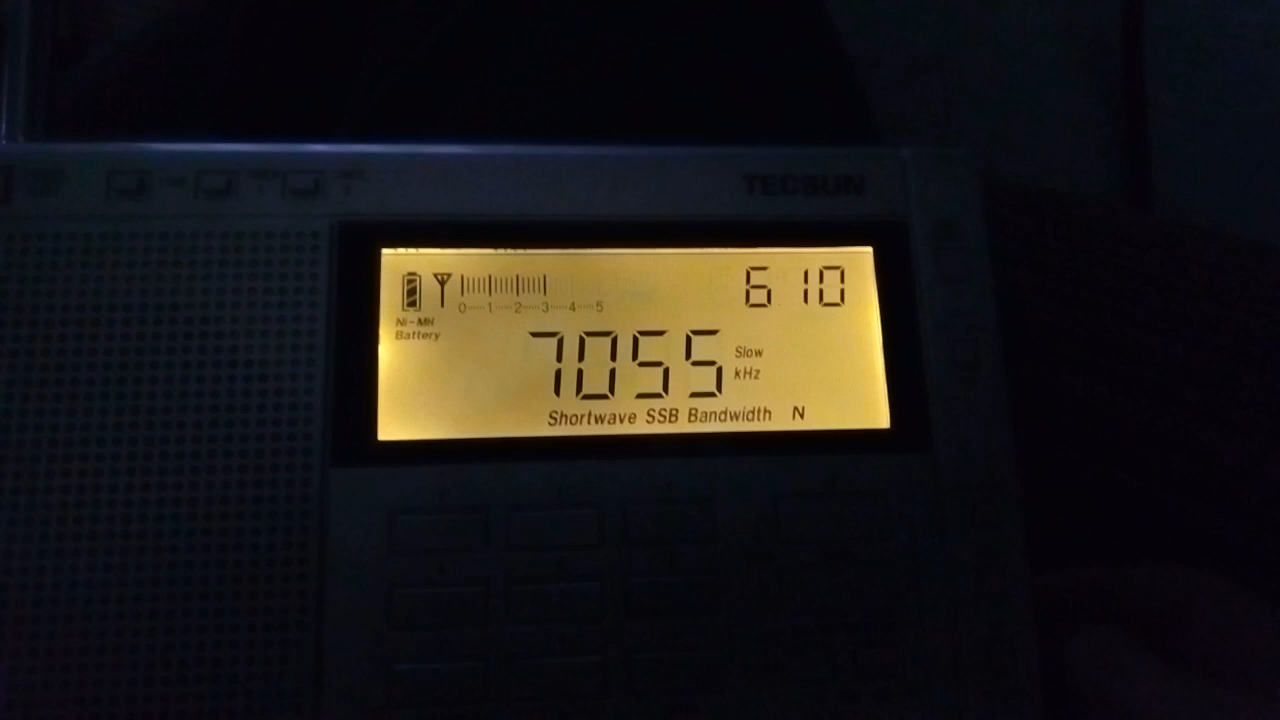 TECSUN
6 10
0 1 2 3 4 5
Ni-MH
Battery
7055
Slow
kHz
Shortwave SSB Bandwidth N